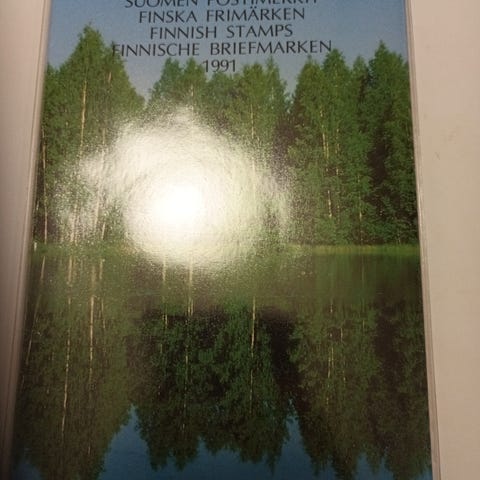 SUOMEN POSTIMERKIT
FINSKA FRIMÄRKEN
FINNISH STAMPS
FINNISCHE BRIEFMARKEN
1991